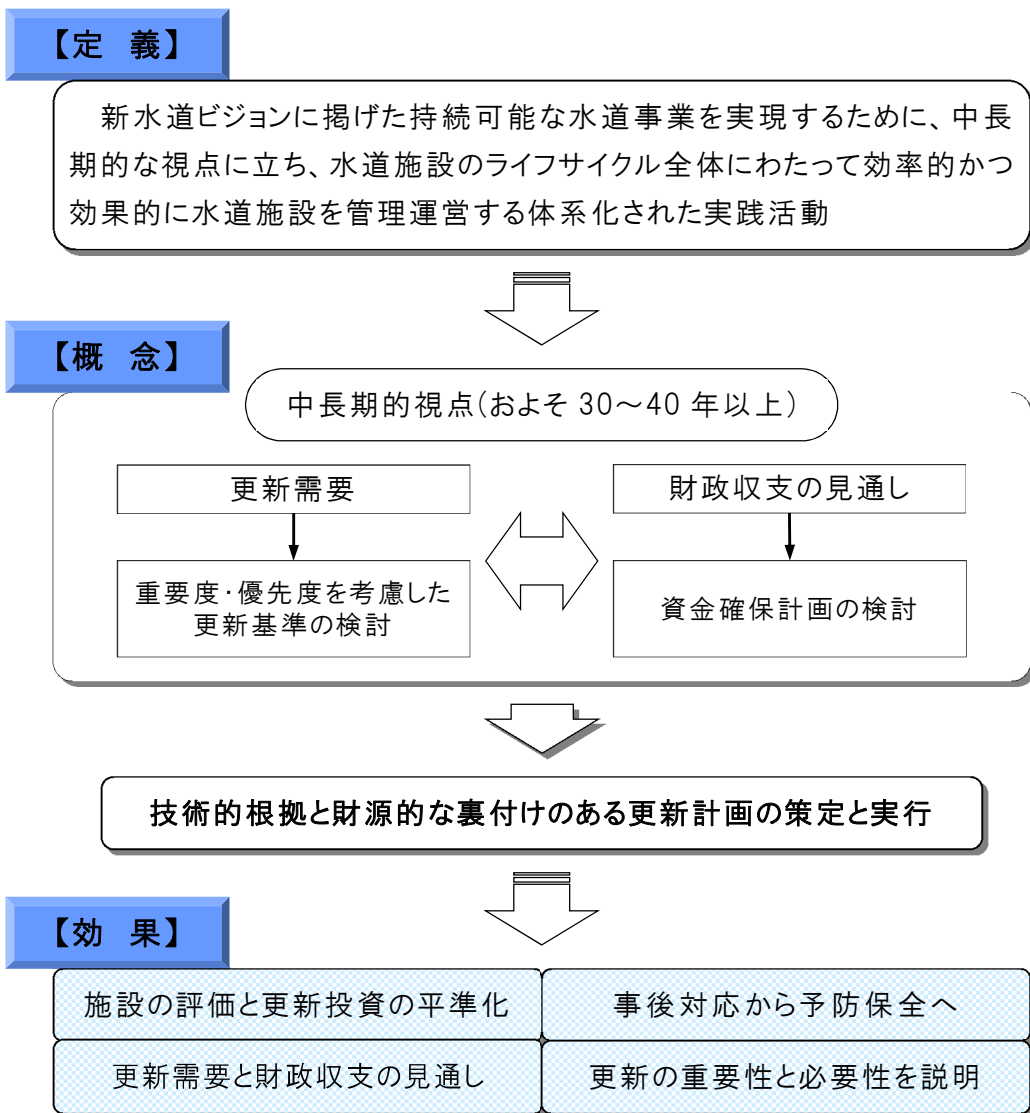 【定　義】
新水道ビジョンに掲げた持続可能な水道事業を実現するために、中長
期的な視点に立ち、水道施設のライフサイクル全体にわたって効率的かつ
効果的に水道施設を管理運営する体系化された実践活動
【概　念】
中長期的視点(およそ 30～40 年以上)
更新需要
財政収支の見通し
重要度･優先度を考慮した
更新基準の検討
資金確保計画の検討
技術的根拠と財源的な裏付けのある更新計画の策定と実行
【効　果】
施設の評価と更新投資の平準化
事後対応から予防保全へ
更新需要と財政収支の見通し
更新の重要性と必要性を説明